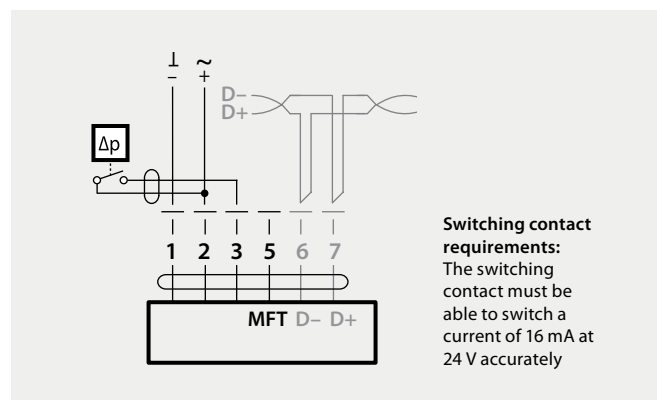 ⊥ ~
– +
D–
D+
Δp
1 2 3 5 6 7
MFT D– D+
Switching contact
requirements:
The switching
contact must be
able to switch a
current of 16 mA at
24 V accurately